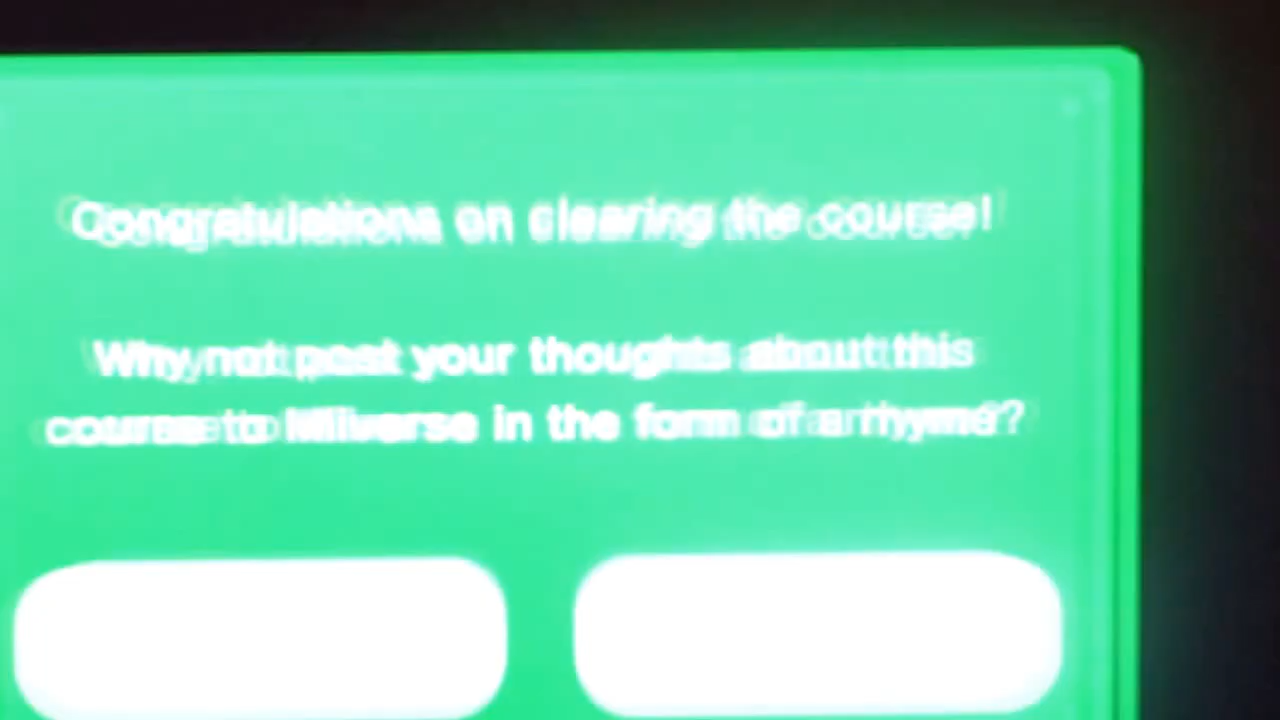 Congratulations on clearing the course!
Why not post your thoughts about this
course to Miiverse in the form of a rhyme?